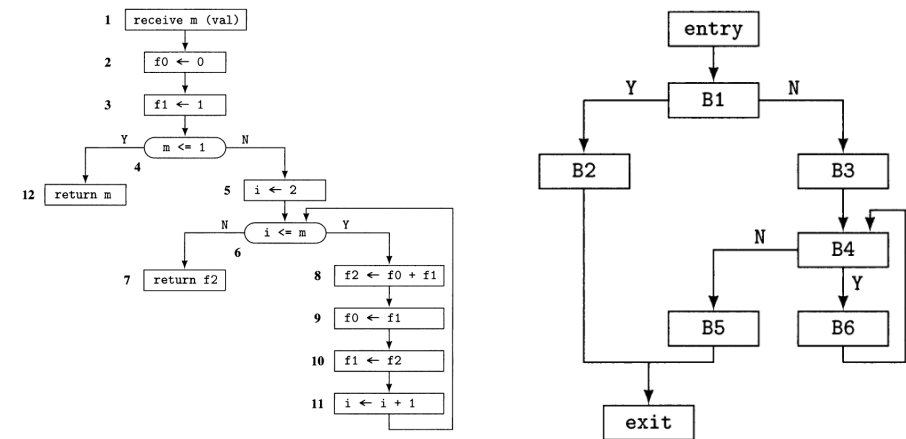 1 receive m (val)
2 f0 ← 0
3 f1 ← 1
Y m <= 1 N
4
12 return m
5 i ← 2
N i <= m Y
6
7 return f2
8 f2 ← f0 + f1
9 f0 ← f1
10 f1 ← f2
11 i ← i + 1
entry
Y B1 N
B2 B3
N B4
Y
B5 B6
exit